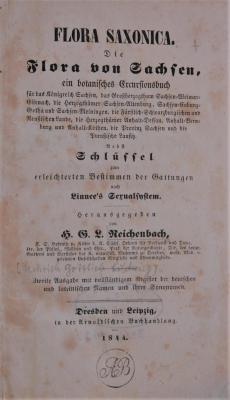 FLORA SAXONICA.
Die
Flora von Sachsen,
ein botanisches Excursionsbuch
für das Königreich Sachsen, das Großherzogthum Sachsen-Weimar-
Eisenach, die Herzogthümer Sachsen-Altenburg, Sachsen-Coburg-
Gotha und Sachsen-Meiningen, die Fürstlich-Schwarzburgischen und
Reußischen Lande, die Herzogthümer Anhalt-Dessau, Anhalt-Bern-
burg und Anhalt-Köthen, die Provinz Sachsen und die
Preußische Lausitz.
Nebst
Schlüssel
zum
erleichterten Bestimmen der Gattungen
nach
Linnee's Sexualsystem.
Herausgegeben
von
H. G. L. Reichenbach,
Zweite Ausgabe mit vollständigem Register der deutschen
und lateinischen Namen und ihrer Synonymen.
Dresden und Leipzig,
in der Arnoldischen Buchhandlung.
1844.